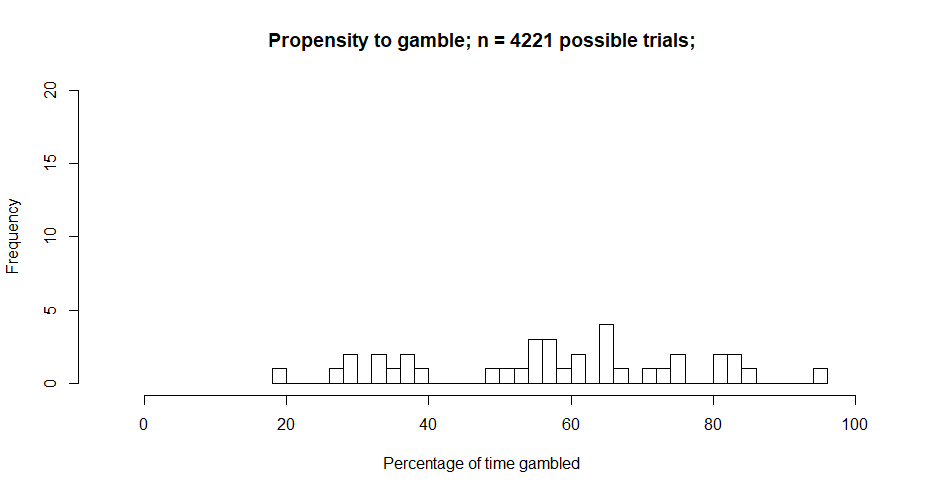 Propensity to gamble; n = 4221 possible trials;
20
15
10
5
0
Frequency
0 20 40 60 80 100
Percentage of time gambled